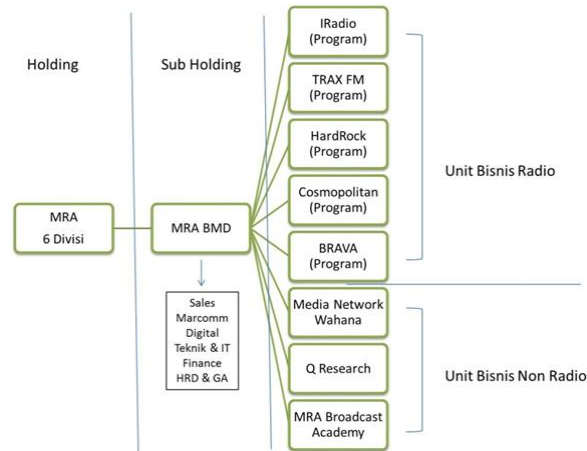 Holding
Sub Holding
IRadio
(Program)
TRAX FM
(Program)
HardRock
(Program)
Cosmopolitan
(Program)
BRAVA
(Program)
Unit Bisnis Radio
MRA
6 Divisi
MRA BMD
Sales
Marcomm
Digital
Teknik & IT
Finance
HRD & GA
Media Network
Wahana
Q Research
MRA Broadcast
Academy
Unit Bisnis Non Radio